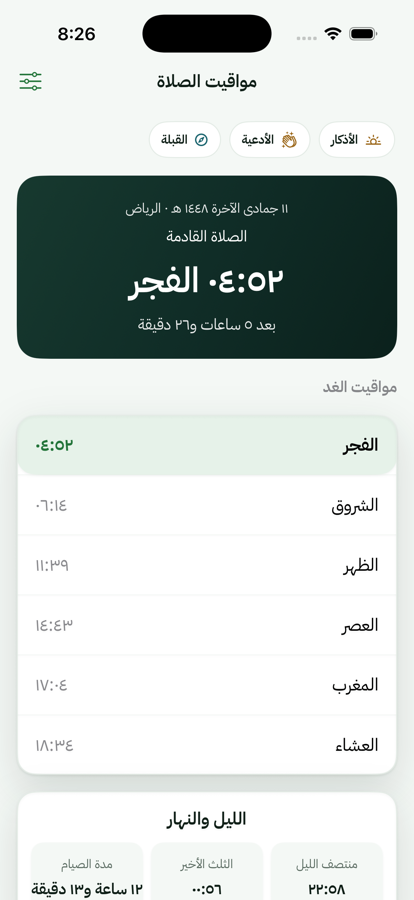 8:26
مواقيت الصلاة
الأذكار
الأدعية
القبلة
١١ جمادى الآخرة ١٤٤٨ هـ · الرياض
الصلاة القادمة
الفجر ٠٤:٥٢
بعد ٥ ساعات و٢٦ دقيقة
مواقيت الغد
الفجر ٠٤:٥٢
الشروق ٠٦:١٤
الظهر ١١:٣٩
العصر ١٤:٤٣
المغرب ١٧:٠٤
العشاء ١٨:٣٤
الليل والنهار
منتصف الليل
٢٢:٥٨
الثلث الأخير
٠٠:٥٦
مدة الصيام
١٢ ساعة و١٣ دقيقة